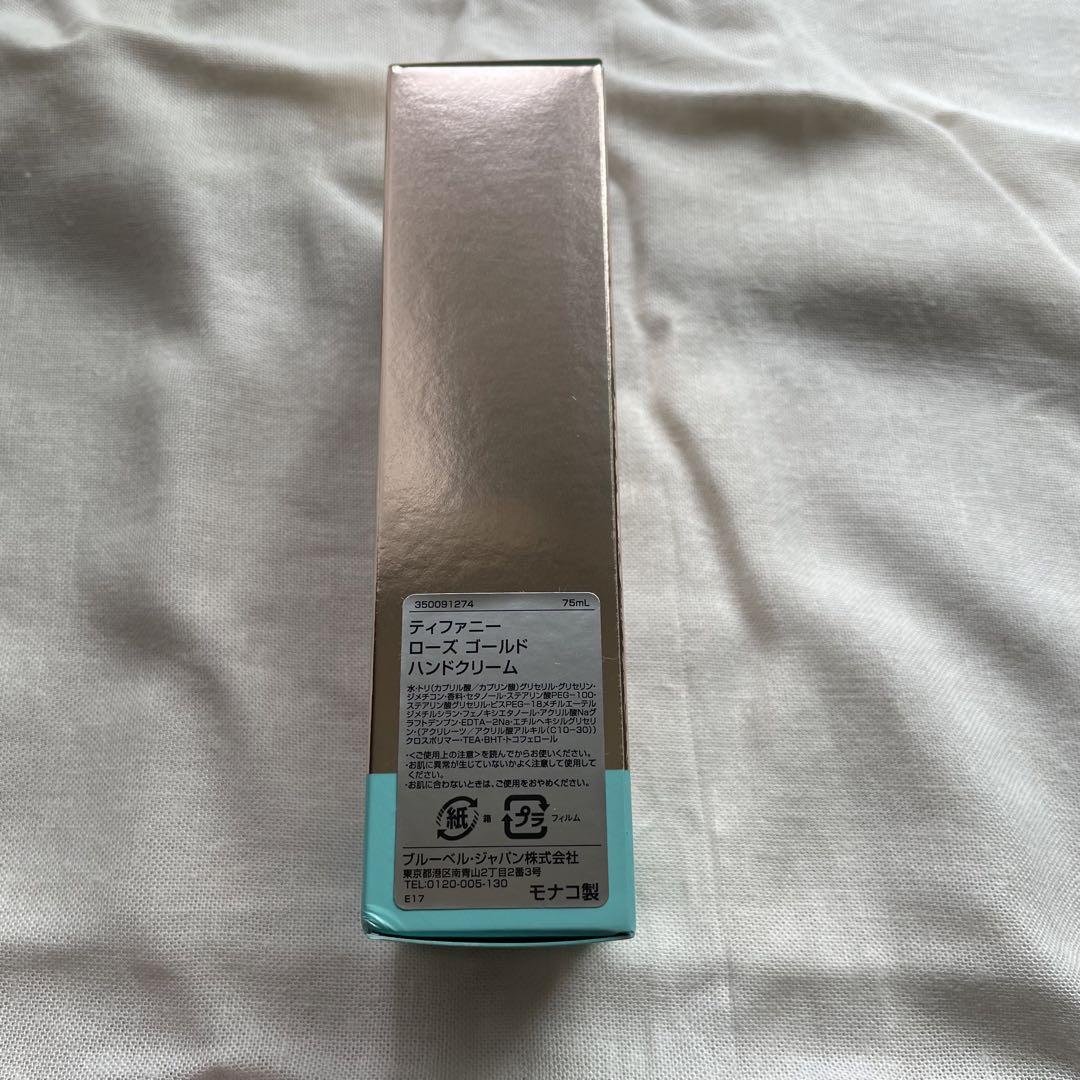 350091274 75mL
ティファニー
ローズ ゴールド
ハンドクリーム
水・トリ(カプリル酸/カプリン酸)グリセリル・グリセリン・
ジメチコン・香料・セタノール・ステアリン酸PEG-100・
ステアリン酸グリセリル・ビスPEG-18メチルエーテル
ジメチルシラン・フェノキシエタノール・アクリル酸Naグ
ラフトデンプン・EDTA-2Na・エチルヘキシルグリセリ
ン・(アクリレーツ/アクリル酸アルキル(C10-30))
クロスポリマー・TEA・BHT・トコフェロール
・<ご使用上の注意>を読んでからお使いください。
・お肌に異常が生じていないかよく注意して使用して
ください。
・お肌に合わないときは、ご使用をおやめください。
紙 箱 プラ フィルム
ブルーベル・ジャパン株式会社
東京都港区南青山2丁目2番3号
TEL:0120-005-130
E17 モナコ製